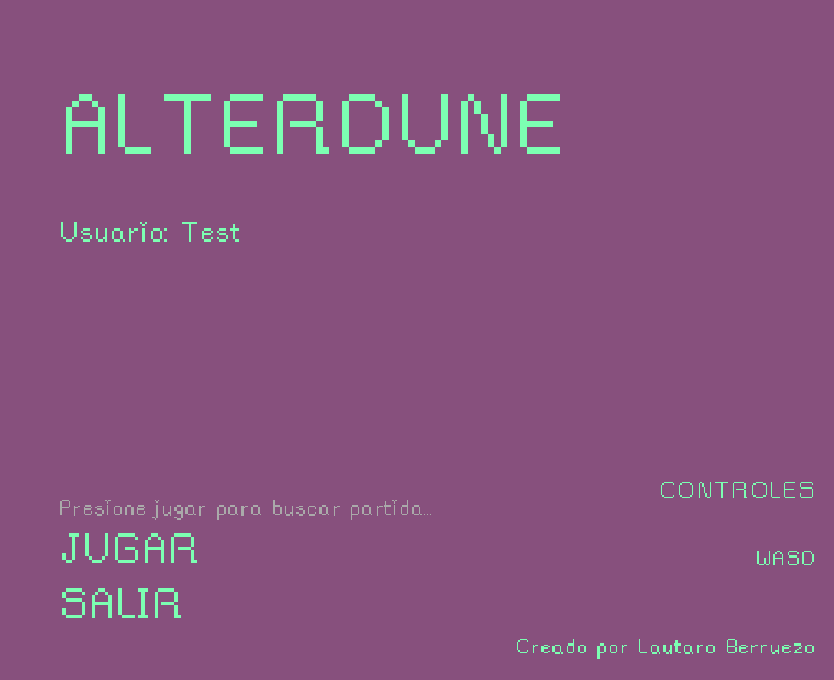 ALTERDUNE
Usuario: Test
Presione jugar para buscar partida...
JUGAR
SALIR
CONTROLES
WASD
Creado por Lautaro Berruezo